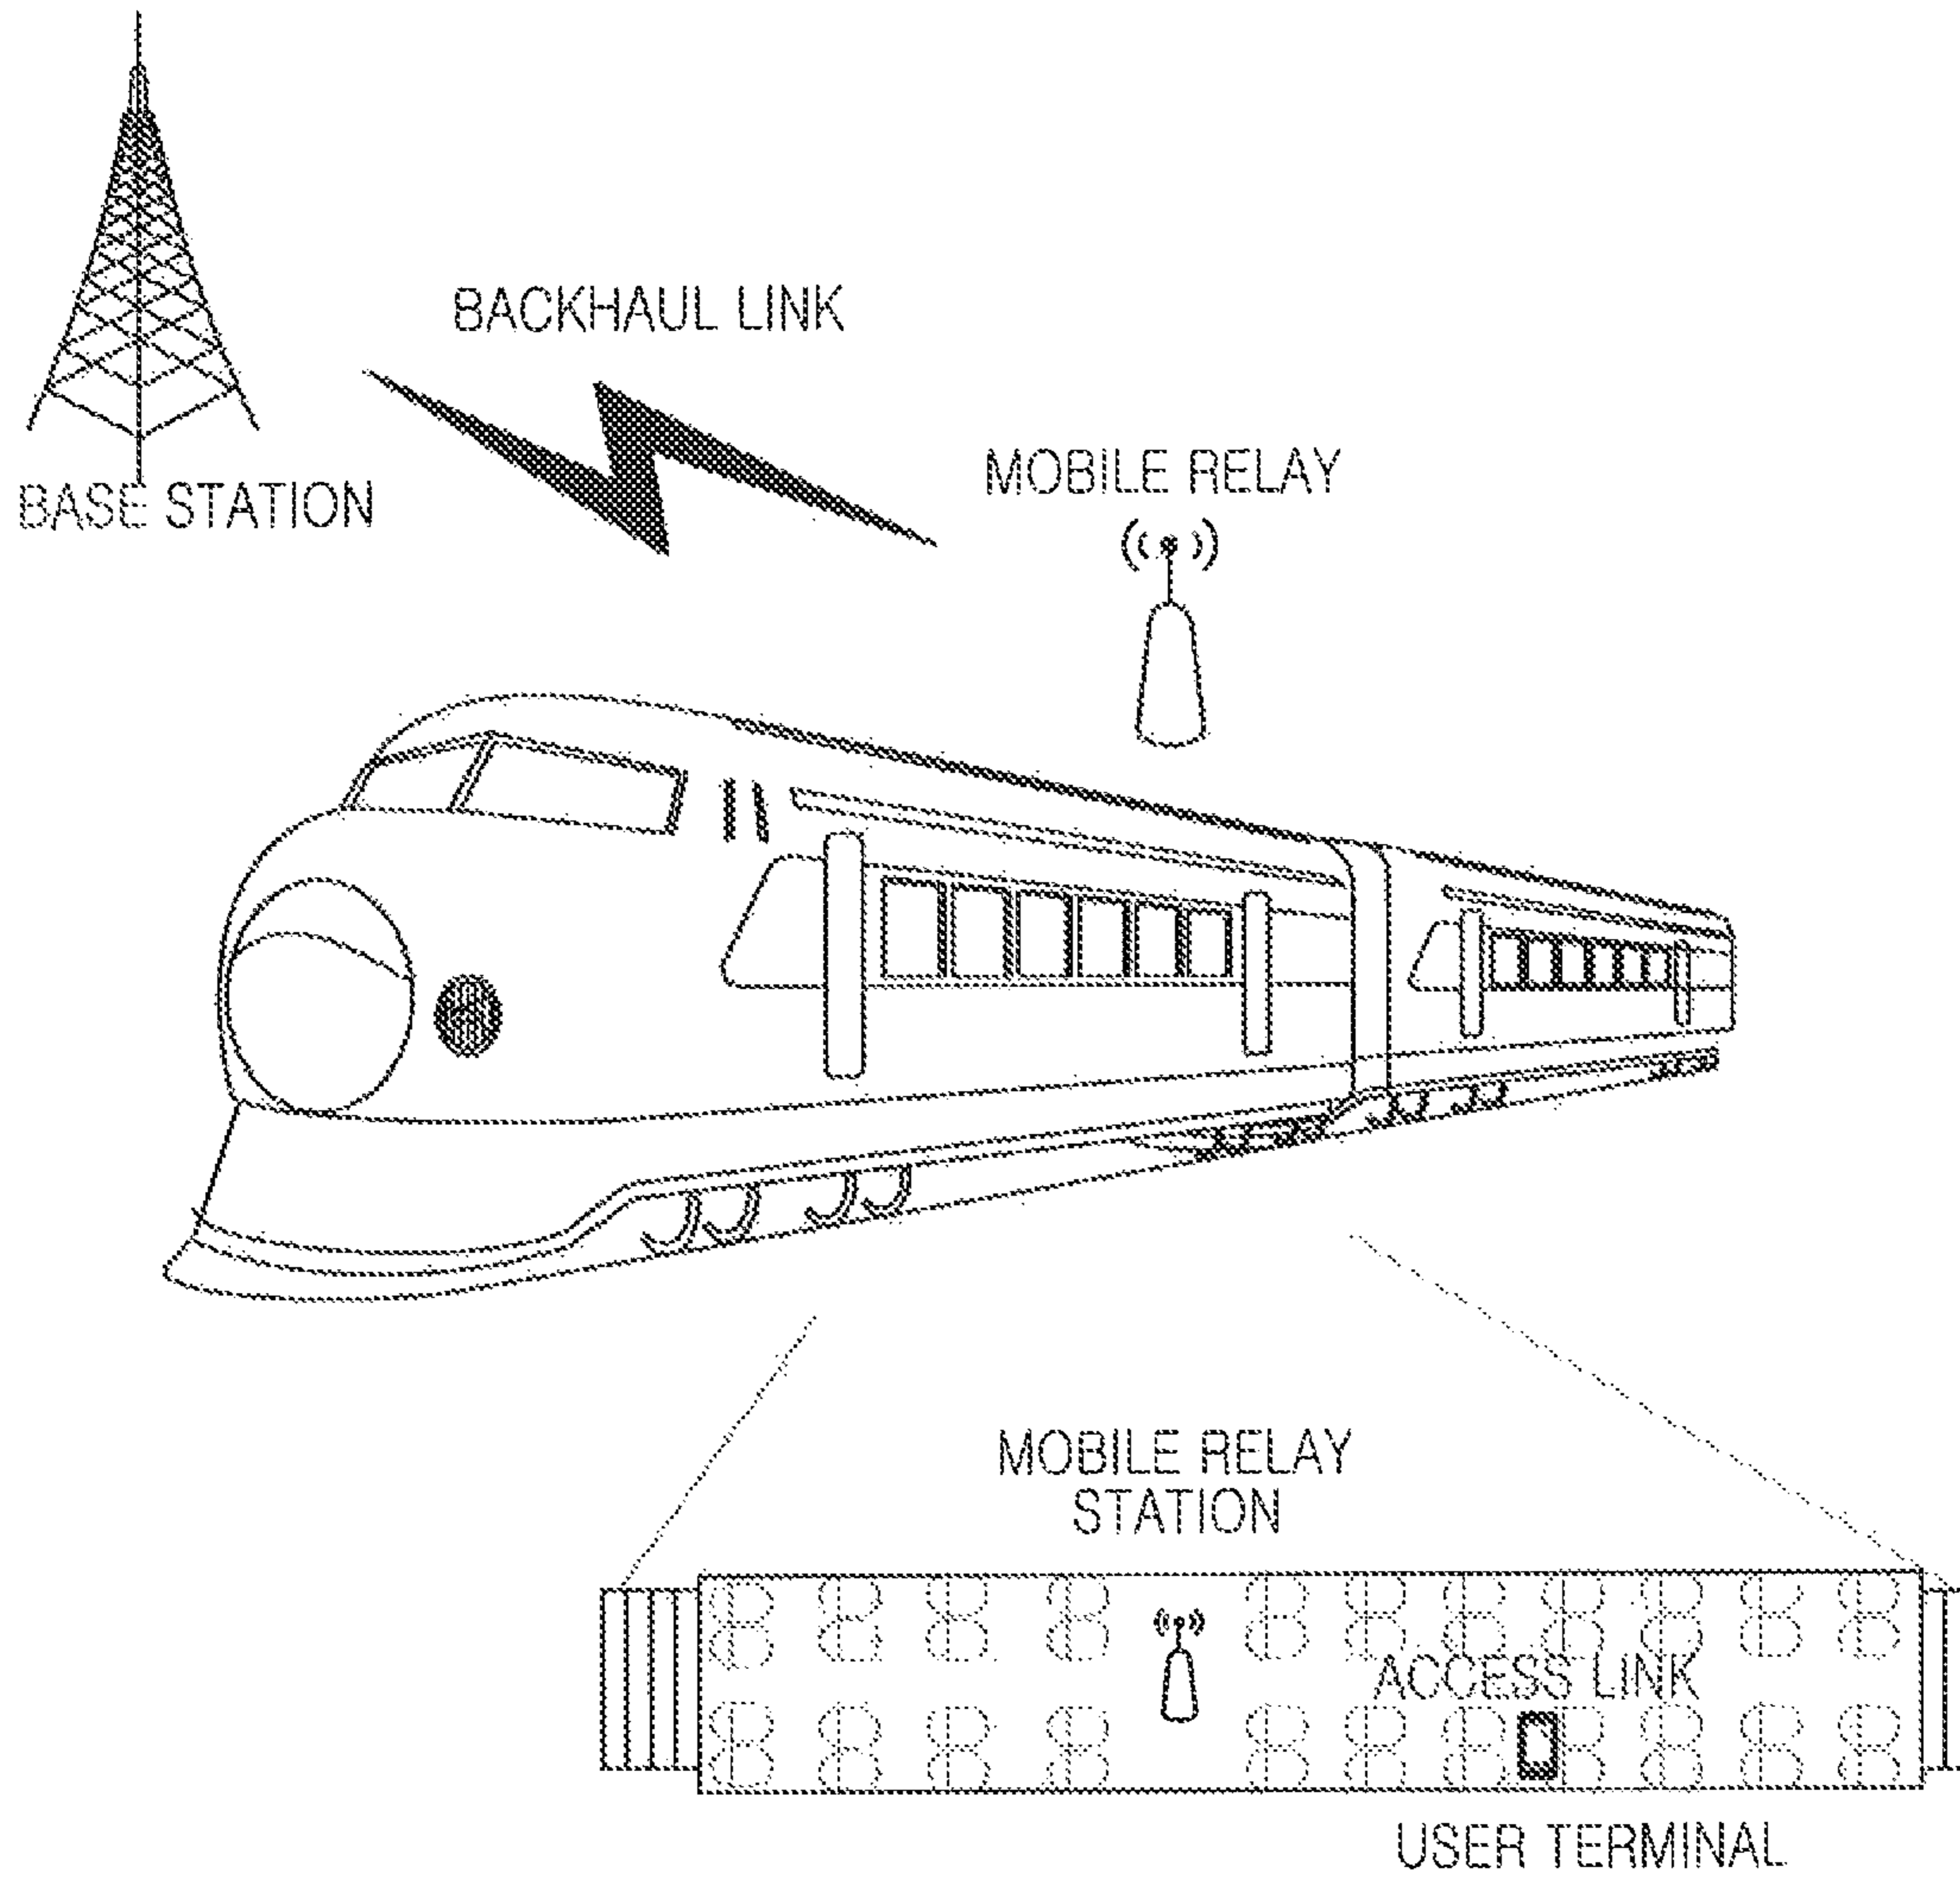 BACKHAUL LINK
MOBILE RELAY
BASE STATION
MOBILE RELAY
STATION
ACCESS LINK
USER TERMINAL